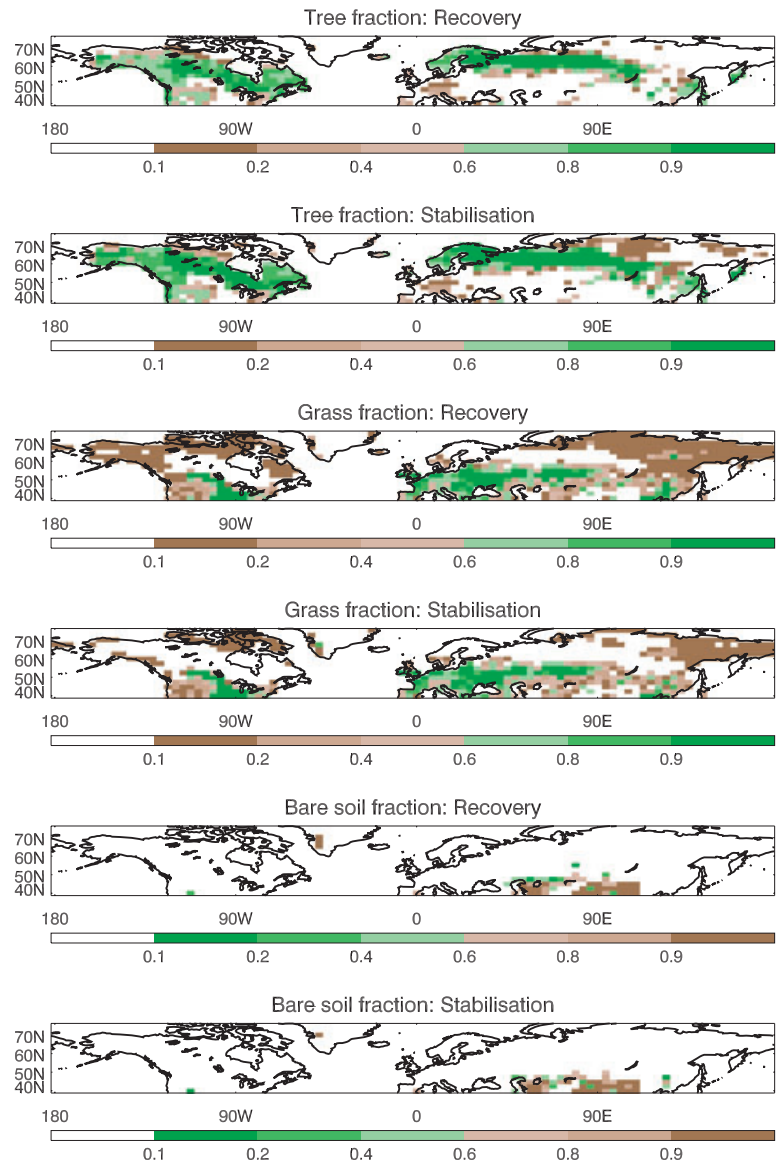 Tree fraction: Recovery
70N
60N
50N
40N
180 90W 0 90E
0.1 0.2 0.4 0.6 0.8 0.9
Tree fraction: Stabilisation
70N
60N
50N
40N
180 90W 0 90E
0.1 0.2 0.4 0.6 0.8 0.9
Grass fraction: Recovery
70N
60N
50N
40N
180 90W 0 90E
0.1 0.2 0.4 0.6 0.8 0.9
Grass fraction: Stabilisation
70N
60N
50N
40N
180 90W 0 90E
0.1 0.2 0.4 0.6 0.8 0.9
Bare soil fraction: Recovery
70N
60N
50N
40N
180 90W 0 90E
0.1 0.2 0.4 0.6 0.8 0.9
Bare soil fraction: Stabilisation
70N
60N
50N
40N
180 90W 0 90E
0.1 0.2 0.4 0.6 0.8 0.9